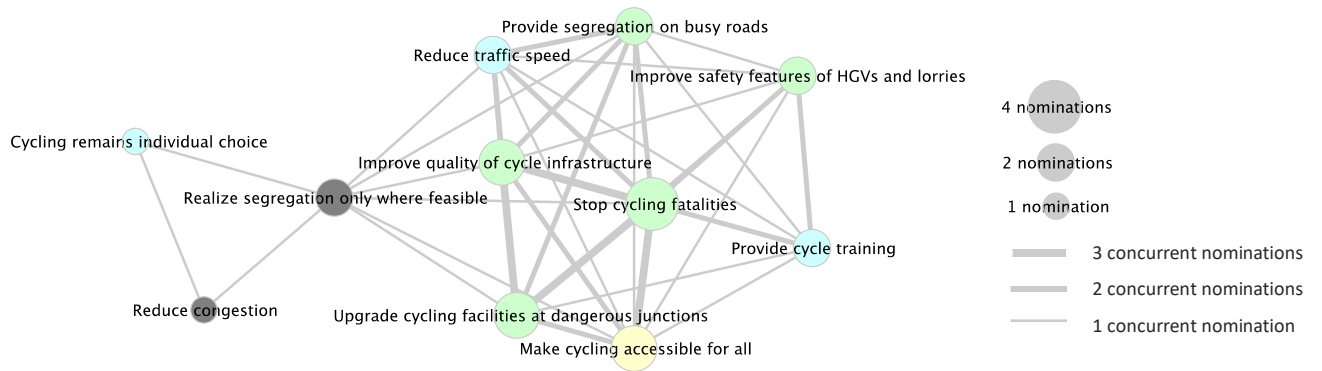 Provide segregation on busy roads
Reduce traffic speed
Improve safety features of HGVs and lorries
Cycling remains individual choice
Improve quality of cycle infrastructure
Realize segregation only where feasible
Stop cycling fatalities
Provide cycle training
Reduce congestion
Upgrade cycling facilities at dangerous junctions
Make cycling accessible for all
4 nominations
2 nominations
1 nomination
3 concurrent nominations
2 concurrent nominations
1 concurrent nomination